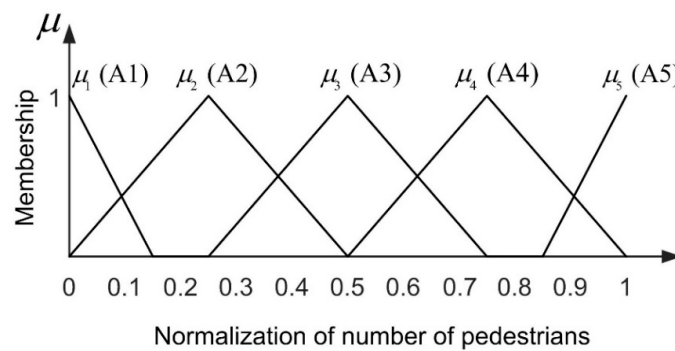 μ
μ₁ (A1) μ₂ (A2) μ₃ (A3) μ₄ (A4) μ₅ (A5)
1
Membership
0 0.1 0.2 0.3 0.4 0.5 0.6 0.7 0.8 0.9 1
Normalization of number of pedestrians